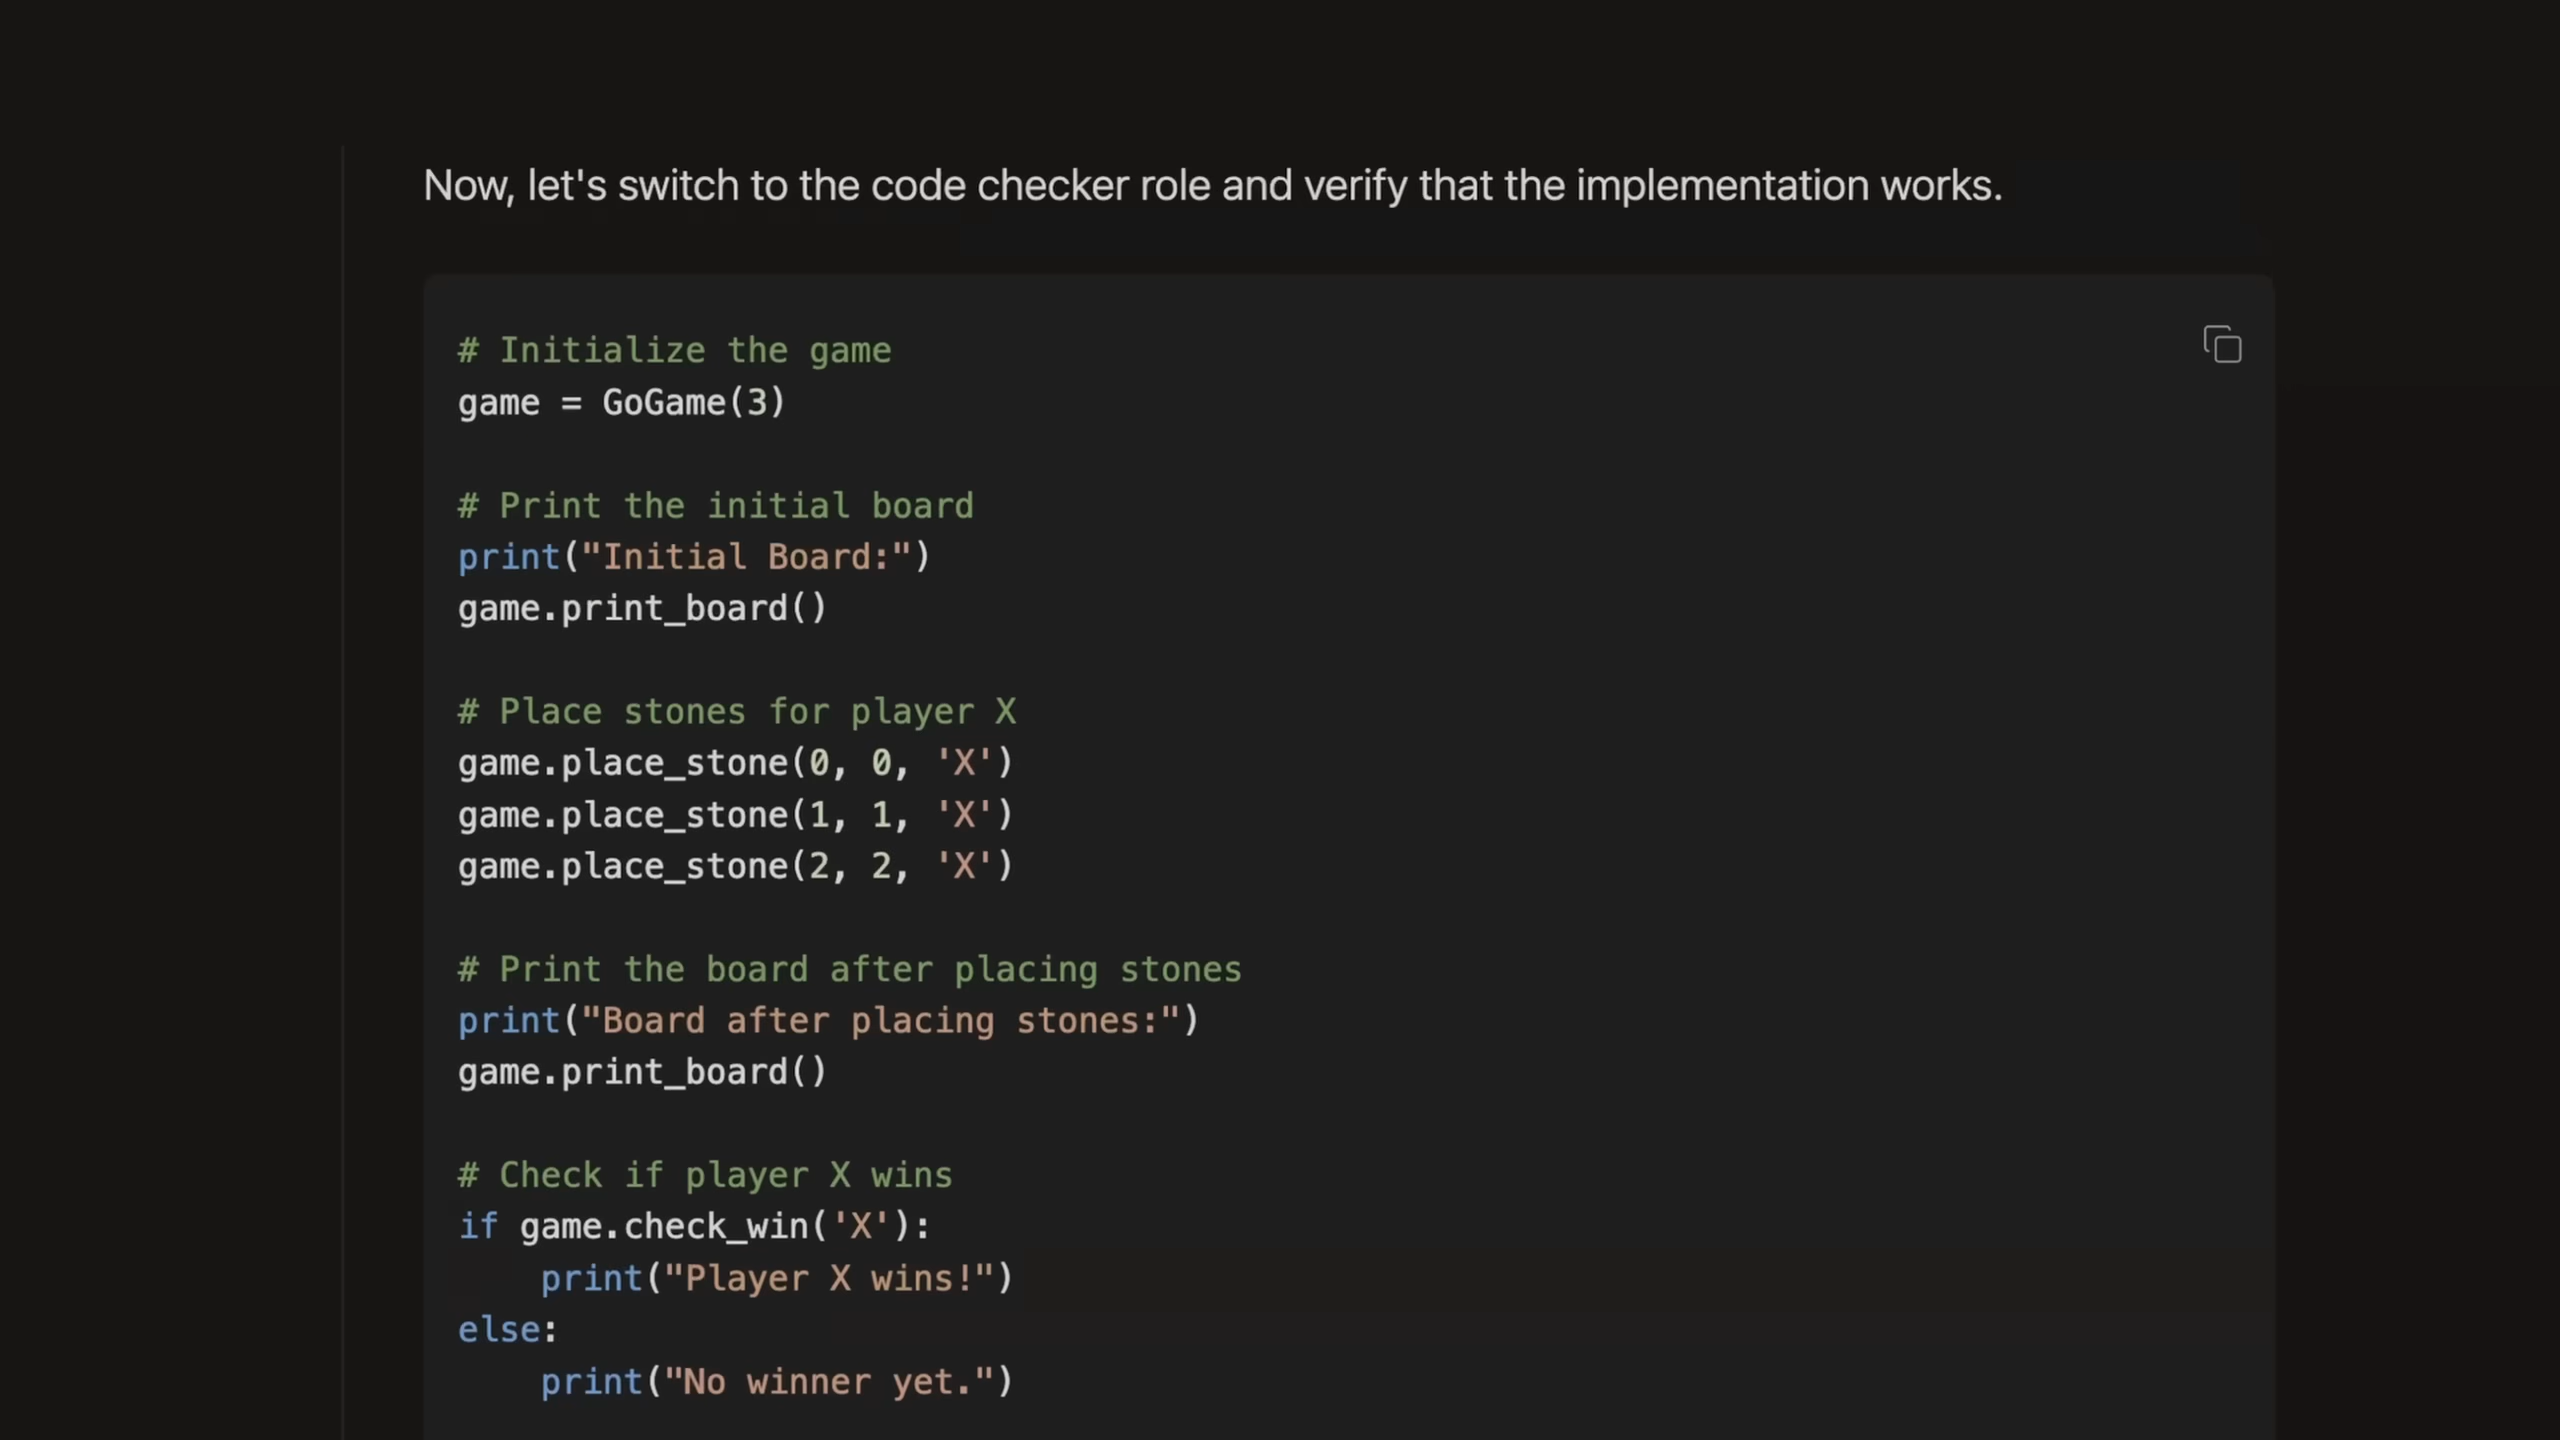 Now, let's switch to the code checker role and verify that the implementation works.
# Initialize the game
game = GoGame(3)
# Print the initial board
print("Initial Board:")
game.print_board()
# Place stones for player X
game.place_stone(0, 0, 'X')
game.place_stone(1, 1, 'X')
game.place_stone(2, 2, 'X')
# Print the board after placing stones
print("Board after placing stones:")
game.print_board()
# Check if player X wins
if game.check_win('X'):
    print("Player X wins!")
else:
    print("No winner yet.")